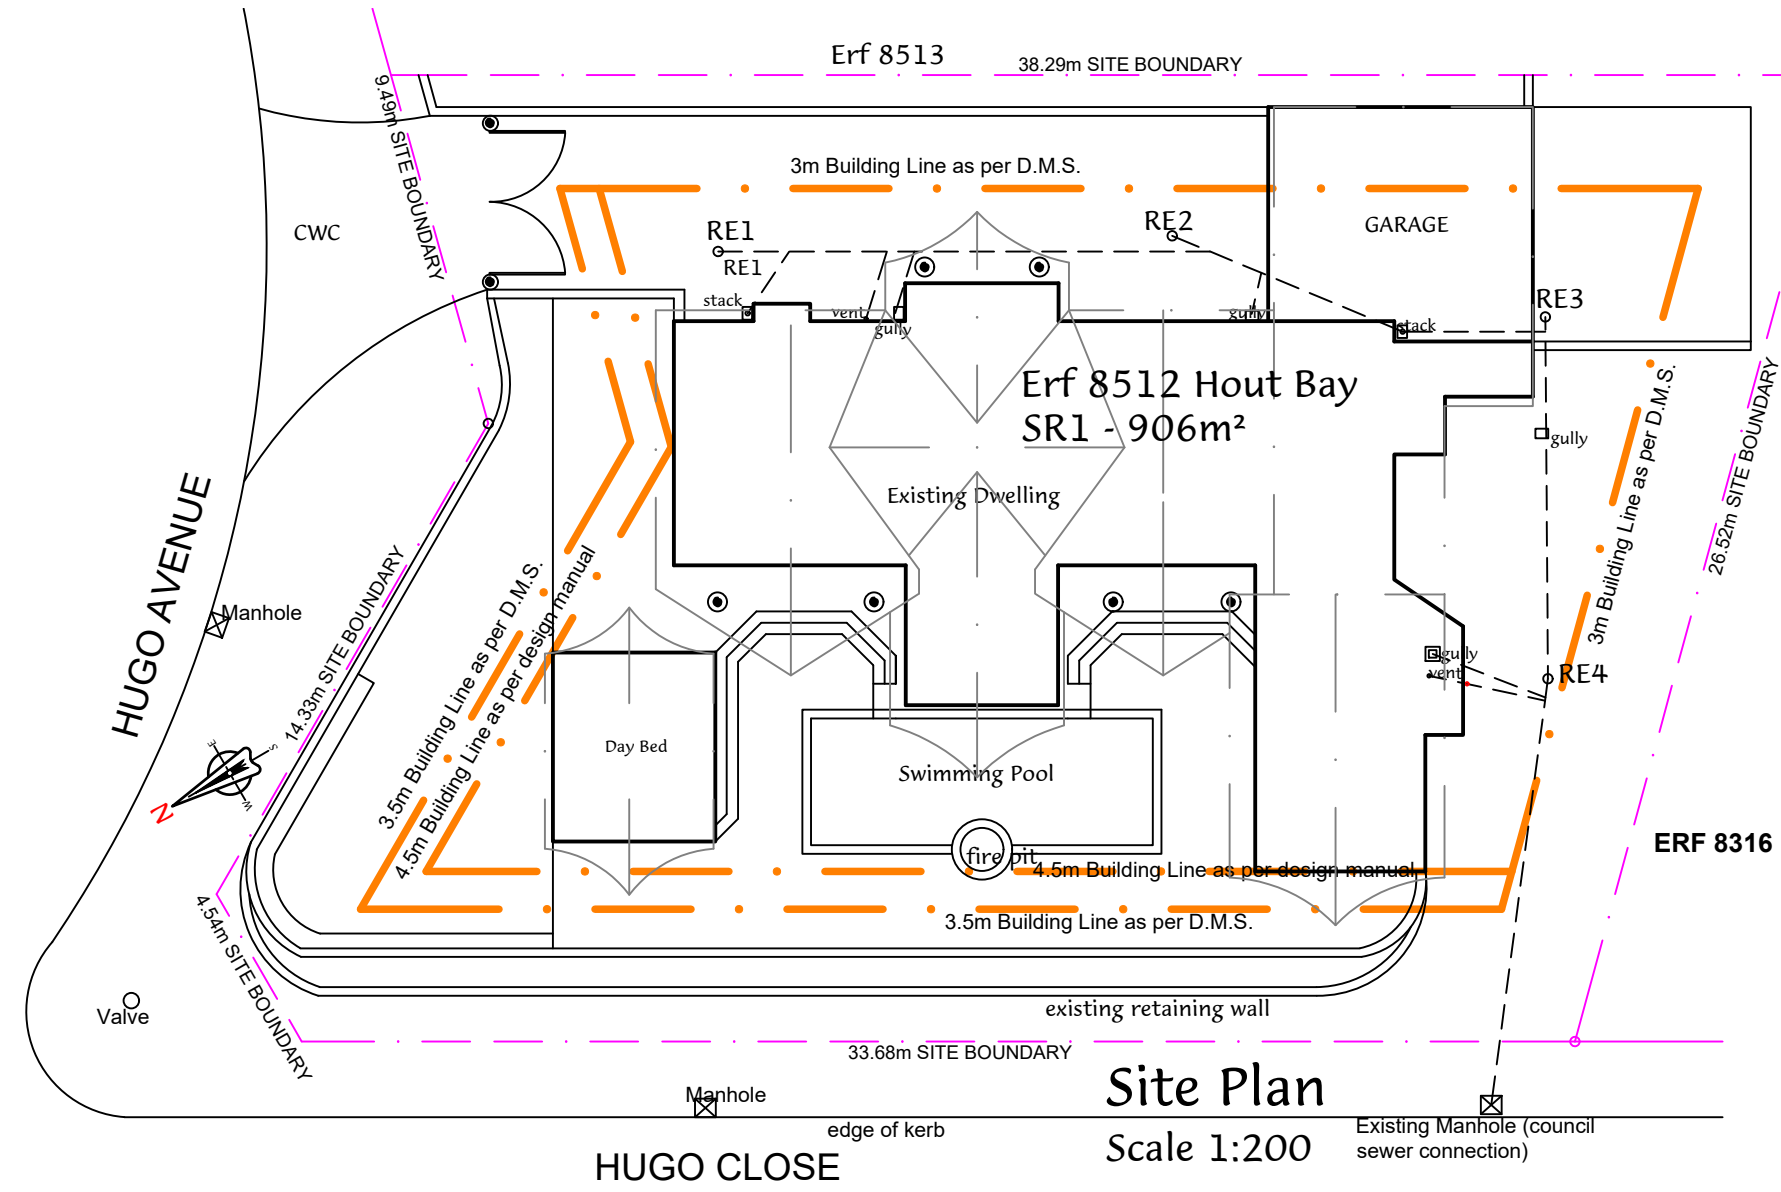 Erf 8513
38.29m SITE BOUNDARY
9.49m SITE BOUNDARY
3m Building Line as per D.M.S.
CWC
RE1
RE1
RE2
GARAGE
stack
vent
gully
gully
stack
RE3
Erf 8512 Hout Bay
SR1 - 906m²
gully
3m Building Line as per D.M.S.
26.52m SITE BOUNDARY
Existing Dwelling
HUGO AVENUE
Manhole
14.33m SITE BOUNDARY
3.5m Building Line as per D.M.S.
4.5m Building Line as per design manual
gully
vent
RE4
E
S
N
W
Day Bed
Swimming Pool
fire pit
4.5m Building Line as per design manual
ERF 8316
3.5m Building Line as per D.M.S.
4.54m SITE BOUNDARY
Valve
existing retaining wall
33.68m SITE BOUNDARY
Site Plan
Scale 1:200
Manhole
edge of kerb
Existing Manhole (council
sewer connection)
HUGO CLOSE